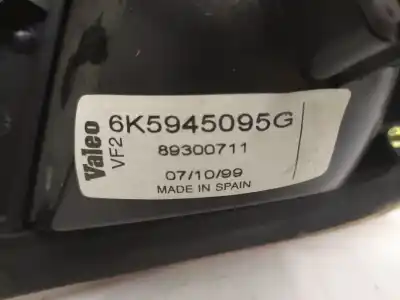 Valeo
VF2
6K5945095G
89300711
07/10/99
MADE IN SPAIN